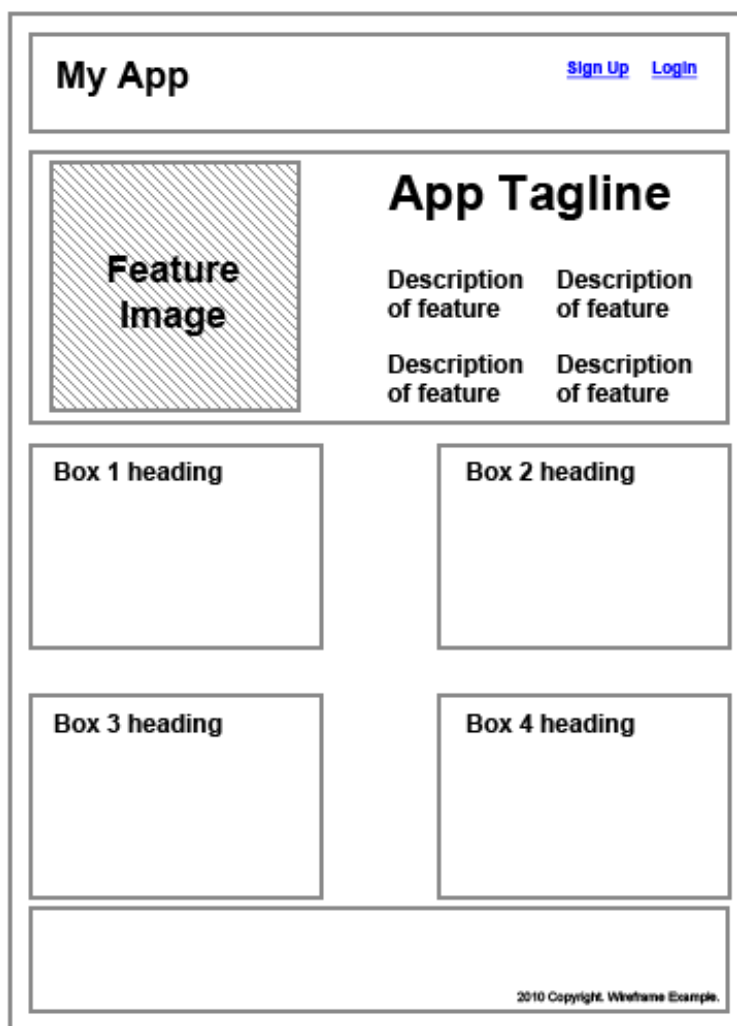 My App
Sign Up Login
App Tagline
Feature
Image
Description
of feature
Description
of feature
Description
of feature
Description
of feature
Box 1 heading
Box 2 heading
Box 3 heading
Box 4 heading
2010 Copyright. Wireframe Example.